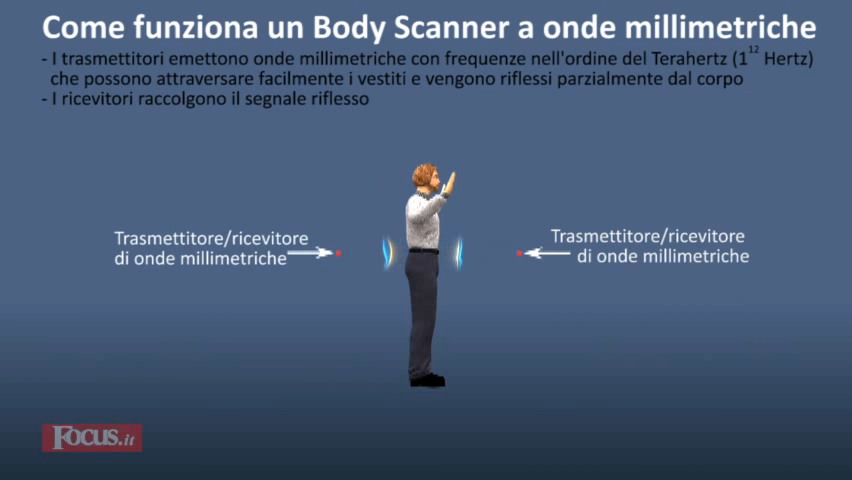 Come funziona un Body Scanner a onde millimetriche
- I trasmettitori emettono onde millimetriche con frequenze nell'ordine del Terahertz (1¹² Hertz)
che possono attraversare facilmente i vestiti e vengono riflessi parzialmente dal corpo
- I ricevitori raccolgono il segnale riflesso
Trasmettitore/ricevitore
di onde millimetriche
Trasmettitore/ricevitore
di onde millimetriche
Focus.it